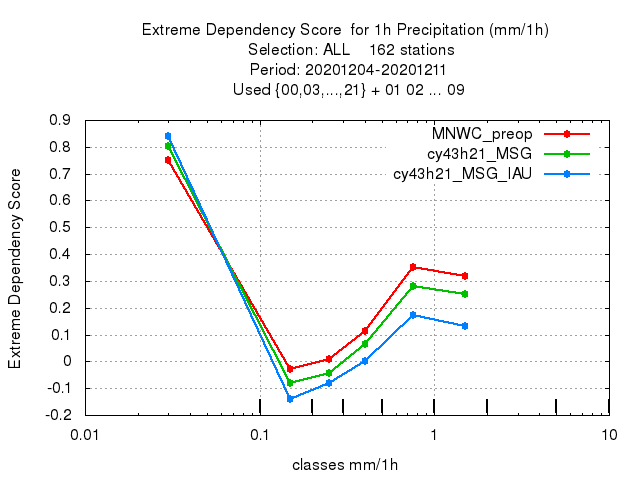 Extreme Dependency Score  for 1h Precipitation (mm/1h)
Selection: ALL    162 stations
Period: 20201204-20201211
Used {00,03,...,21} + 01 02 ... 09
MNWC_preop
cy43h21_MSG
cy43h21_MSG_IAU
Extreme Dependency Score
0.9
0.8
0.7
0.6
0.5
0.4
0.3
0.2
0.1
0
-0.1
-0.2
0.01 0.1 1 10
classes mm/1h